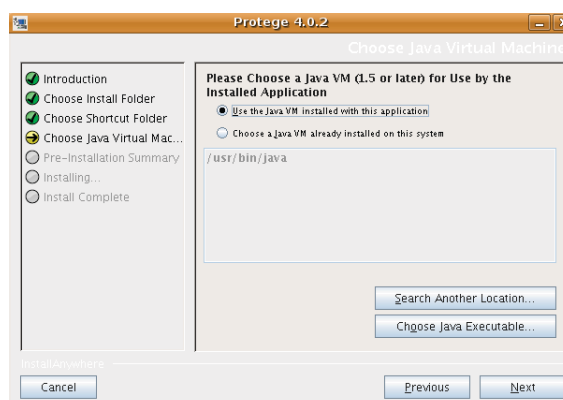 Protege 4.0.2
Choose Java Virtual Machine
Introduction
Choose Install Folder
Choose Shortcut Folder
Choose Java Virtual Mac...
Pre-Installation Summary
Installing...
Install Complete
Please Choose a Java VM (1.5 or later) for Use by the
Installed Application
Use the Java VM installed with this application
Choose a Java VM already installed on this system
/usr/bin/java
Search Another Location...
Choose Java Executable...
InstallAnywhere
Cancel
Previous
Next